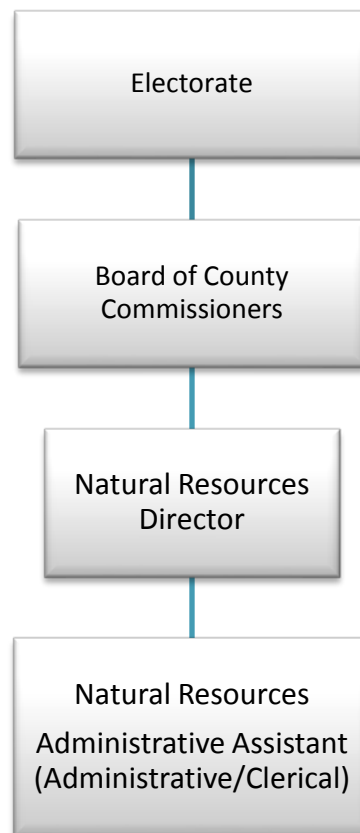 Electorate
Board of County
Commissioners
Natural Resources
Director
Natural Resources
Administrative Assistant
(Administrative/Clerical)